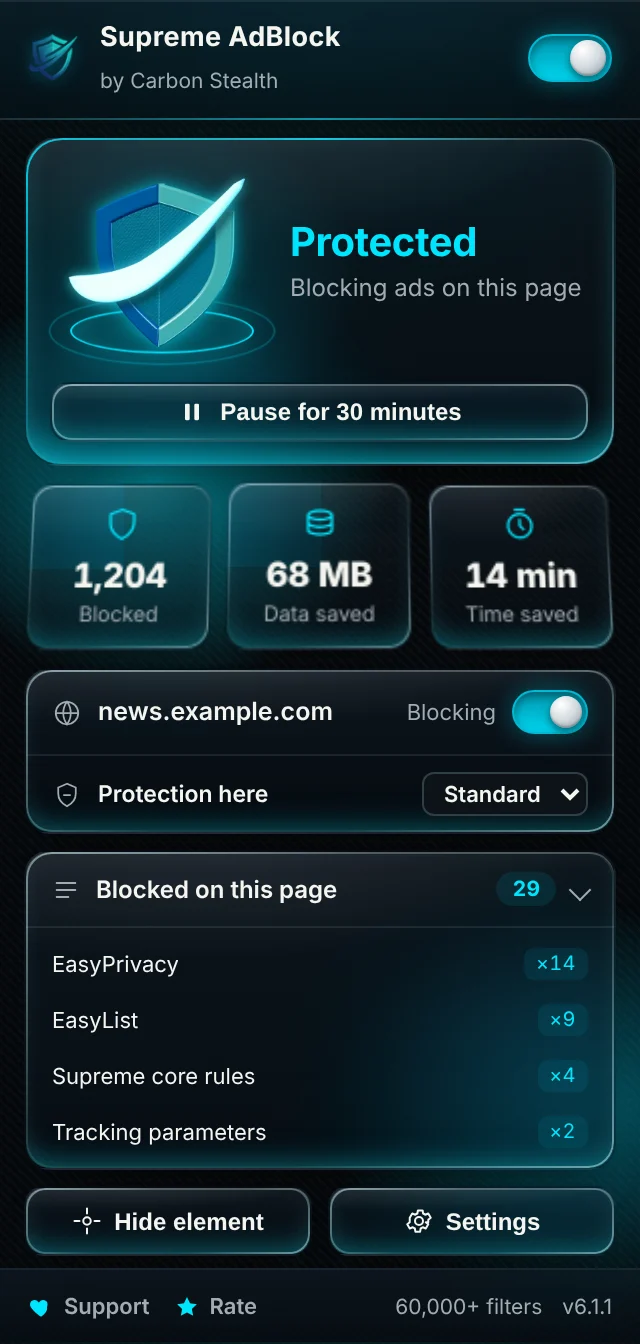 Supreme AdBlock
by Carbon Stealth
Protected
Blocking ads on this page
Pause for 30 minutes
1,204
Blocked
68 MB
Data saved
14 min
Time saved
news.example.com
Blocking
Protection here
Standard
Blocked on this page
29
EasyPrivacy
×14
EasyList
×9
Supreme core rules
×4
Tracking parameters
×2
Hide element
Settings
Support
Rate
60,000+ filters
v6.1.1